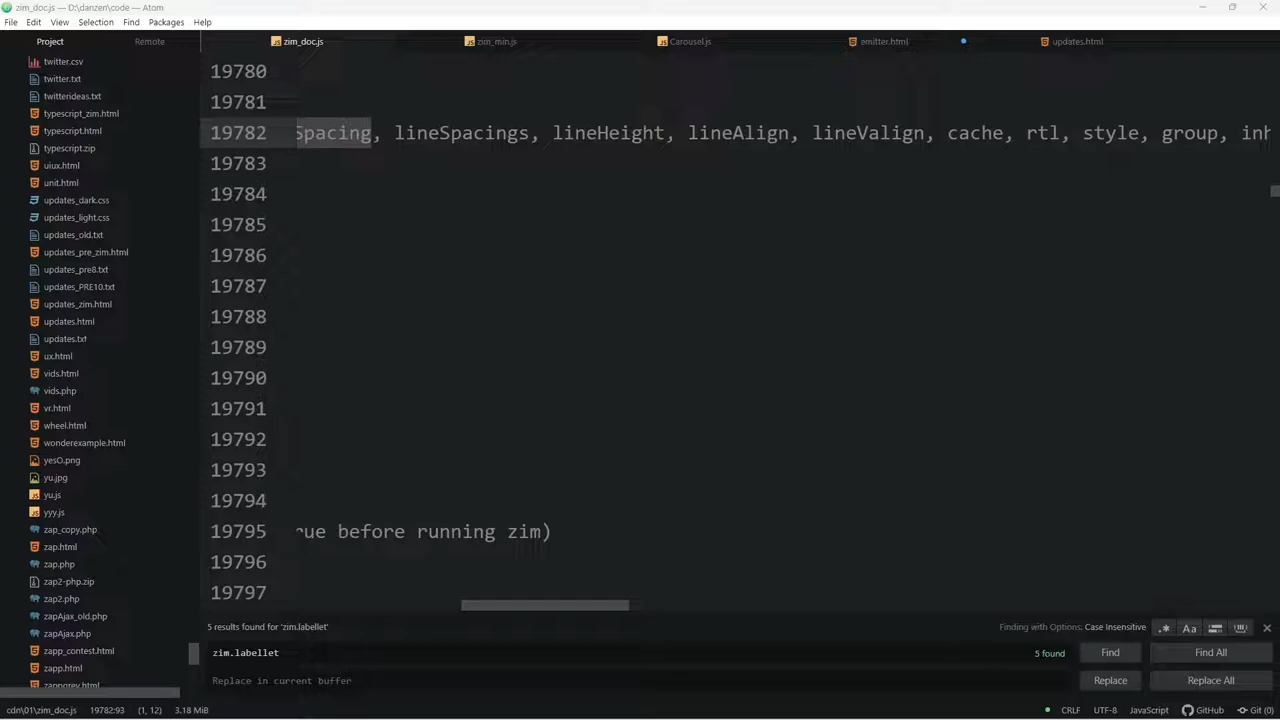 zim_doc.js — D:\danzen\code — Atom
File Edit View Selection Find Packages Help
Project Remote
zim_doc.js zim_min.js Carousel.js emitter.html updates.html
twitter.csv
twitter.txt
twitterideas.txt
typescript_zim.html
typescript.html
typescript.zip
uiux.html
unit.html
updates_dark.css
updates_light.css
updates_old.txt
updates_pre_zim.html
updates_pre8.txt
updates_PRE10.txt
updates_zim.html
updates.html
updates.txt
ux.html
vids.html
vids.php
vr.html
wheel.html
wonderexample.html
yesO.png
yu.jpg
yu.js
yyy.js
zap_copy.php
zap.html
zap.php
zap2-php.zip
zap2.php
zapAjax_old.php
zapAjax.php
zapp_contest.html
zapp.html
zappprev.html
19780
19781
19782 Spacing, lineSpacings, lineHeight, lineAlign, lineValign, cache, rtl, style, group, inh
19783
19784
19785
19786
19787
19788
19789
19790
19791
19792
19793
19794
19795 rue before running zim)
19796
19797
5 results found for 'zim.labellet' Finding with Options: Case Insensitive .* Aa
zim.labellet 5 found Find Find All
Replace in current buffer Replace Replace All
cdn\01\zim_doc.js 19782:93 (1, 12) 3.18 MiB CRLF UTF-8 JavaScript GitHub Git (0)